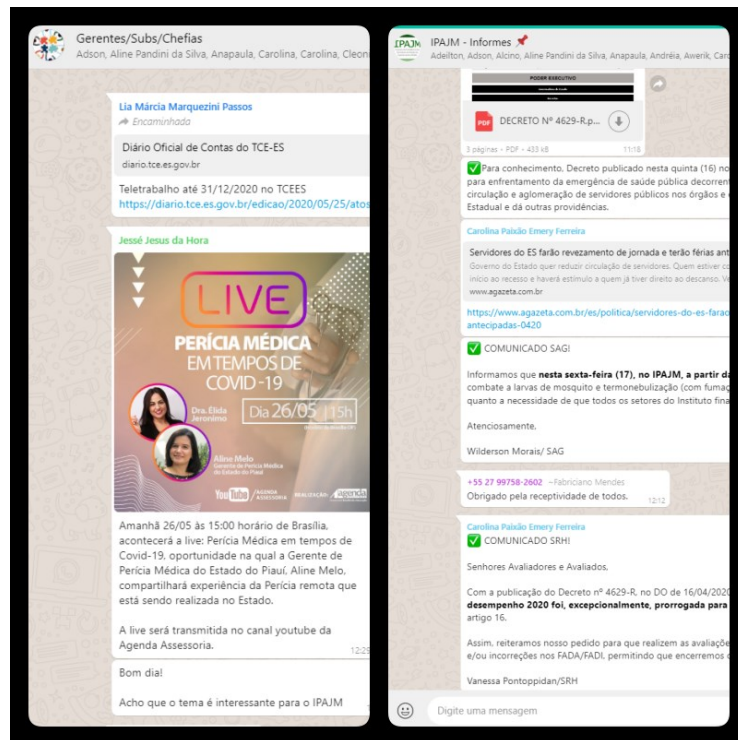 Gerentes/Subs/Chefias
Adson, Aline Pandini da Silva, Anapaula, Carolina, Carolina,
Lia Márcia Marquezini Passos
Encaminhada
Diário Oficial de Contas do TCE-ES
diario.tce.es.gov.br
Teletrabalho até 31/12/2020 no TCEES
https://diario.tce.es.gov.br/edicao/2020/05/25/atos
Jessé Jesus da Hora
LIVE
PERÍCIA MÉDICA
EM TEMPOS DE
COVID -19
Dra. Élida
Jeronimo
Dia 26/05 15h
Aline Melo
Gerente de Perícia Médica
do Estado do Piauí
YouTube /AGENDA
ASSESSORIA
REALIZAÇÃO:
agenda
Amanhã 26/05 às 15:00 horário de Brasília,
acontecerá a live: Perícia Médica em tempos de
Covid-19, oportunidade na qual a Gerente de
Perícia Médica do Estado do Piauí, Aline Melo,
compartilhará experiência da Perícia remota que
está sendo realizada no Estado.
A live será transmitida no canal youtube da
Agenda Assessoria.
12:29
Bom dia!
Acho que o tema é interessante para o IPAJM
IPAJM
IPAJM - Informes
Adeilton, Adson, Alcino, Aline Pandini da Silva, Anapaula, Andréia, Awerik,
PODER EXECUTIVO
PDF
DECRETO Nº 4629-R.p...
3 páginas • PDF • 433 kB
11:18
Para conhecimento, Decreto publicado nesta quinta (16) no
para enfrentamento da emergência de saúde pública decorren
circulação e aglomeração de servidores públicos nos órgãos e
Estadual e dá outras providências.
Carolina Paixão Emery Ferreira
Servidores do ES farão revezamento de jornada e terão férias ant
Governo do Estado quer reduzir circulação de servidores. Quem estiver
início ao recesso e haverá estímulo a quem já tiver direito ao descanso.
www.agazeta.com.br
https://www.agazeta.com.br/es/politica/servidores-do-es-farao
antecipadas-0420
COMUNICADO SAG!
Informamos que nesta sexta-feira (17), no IPAJM, a partir da
combate a larvas de mosquito e termonebulização (com fumaç
quanto a necessidade de que todos os setores do Instituto fina
Atenciosamente,
Wilderson Morais/ SAG
+55 27 99758-2602 ~Fabriciano Mendes
Obrigado pela receptividade de todos.
12:12
Carolina Paixão Emery Ferreira
COMUNICADO SRH!
Senhores Avaliadores e Avaliados,
Com a publicação do Decreto nº 4629-R, no DO de 16/04/2020
desempenho 2020 foi, excepcionalmente, prorrogada para
artigo 16.
Assim, reiteramos nosso pedido para que realizem as avaliaçõe
e/ou incorreções nos FADA/FADI, permitindo que encerremos
Vanessa Pontoppidan/SRH
Digite uma mensagem